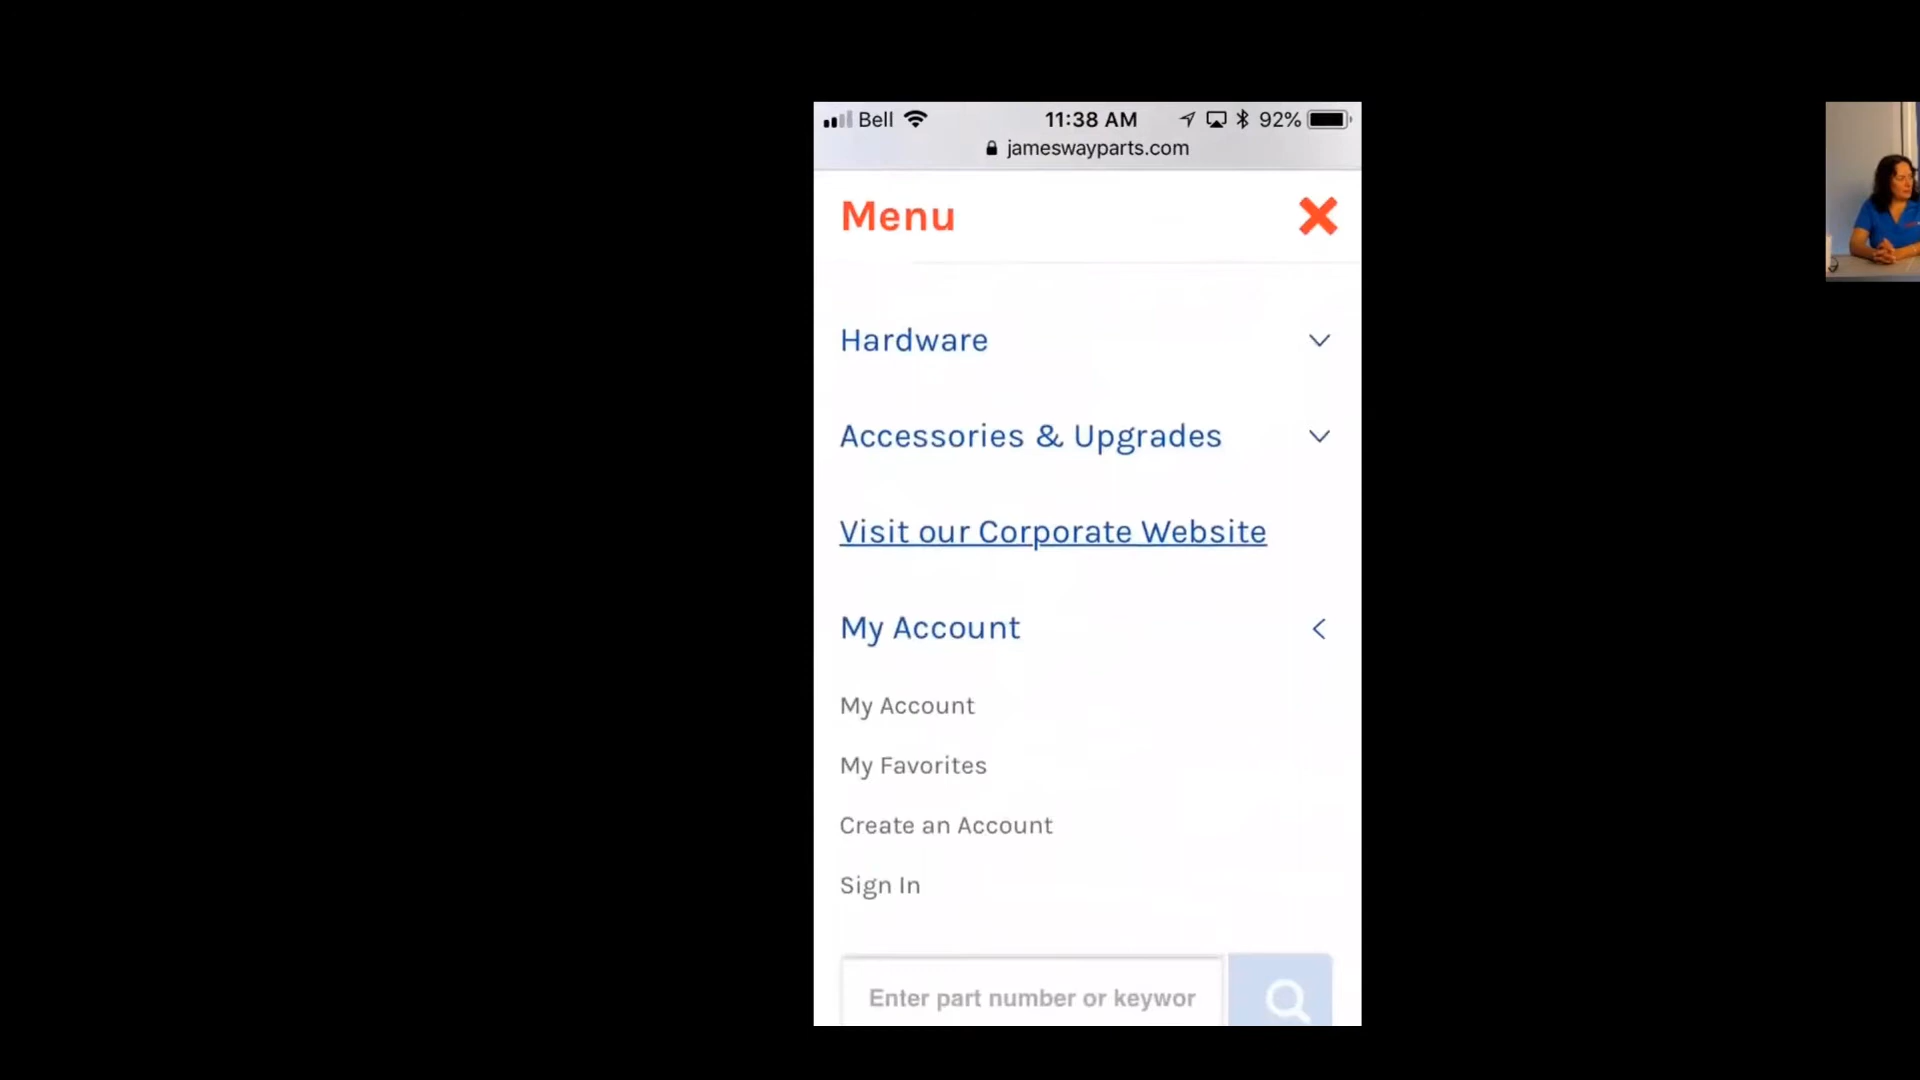 Bell 11:38 AM 92%
jameswayparts.com
Menu
Hardware
Accessories & Upgrades
Visit our Corporate Website
My Account
My Account
My Favorites
Create an Account
Sign In
Enter part number or keywor